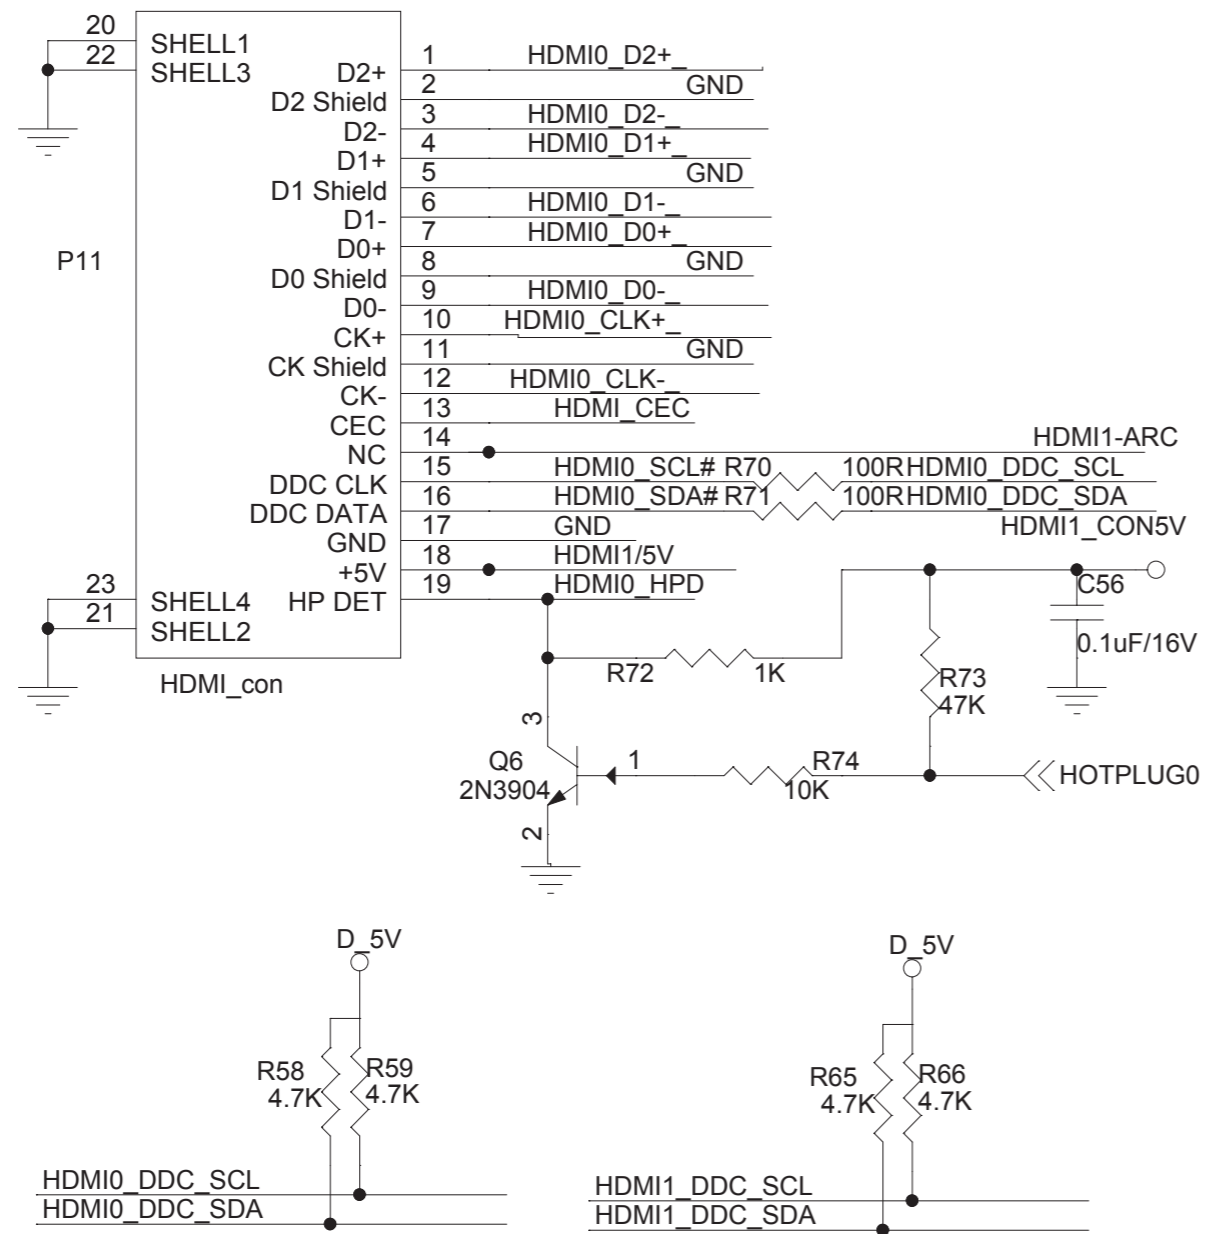 20 SHELL1
22 SHELL3
D2+ 1 HDMI0_D2+_
D2 Shield 2 GND
D2- 3 HDMI0_D2-_
D1+ 4 HDMI0_D1+_
D1 Shield 5 GND
D1- 6 HDMI0_D1-_
D0+ 7 HDMI0_D0+_
P11
D0 Shield 8 GND
D0- 9 HDMI0_D0-_
CK+ 10 HDMI0_CLK+_
CK Shield 11 GND
CK- 12 HDMI0_CLK-_
CEC 13 HDMI_CEC
NC 14 HDMI1-ARC
DDC CLK 15 HDMI0_SCL# R70 100R HDMI0_DDC_SCL
DDC DATA 16 HDMI0_SDA# R71 100R HDMI0_DDC_SDA
GND 17 GND HDMI1_CON5V
+5V 18 HDMI1/5V
23 SHELL4 HP DET 19 HDMI0_HPD C56
21 SHELL2
0.1uF/16V
HDMI_con R72 1K R73
47K
3
Q6 1 R74 HOTPLUG0
2N3904 10K
2
D_5V D_5V
R58 R59 R65 R66
4.7K 4.7K 4.7K 4.7K
HDMI0_DDC_SCL HDMI1_DDC_SCL
HDMI0_DDC_SDA HDMI1_DDC_SDA